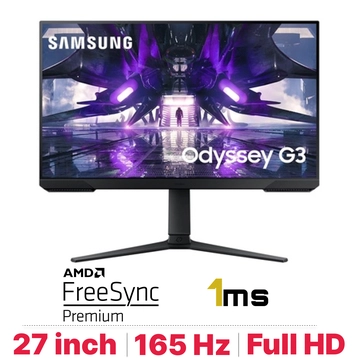 SAMSUNG
Odyssey G3
AMD
FreeSync
Premium
1ms
27 inch | 165 Hz | Full HD